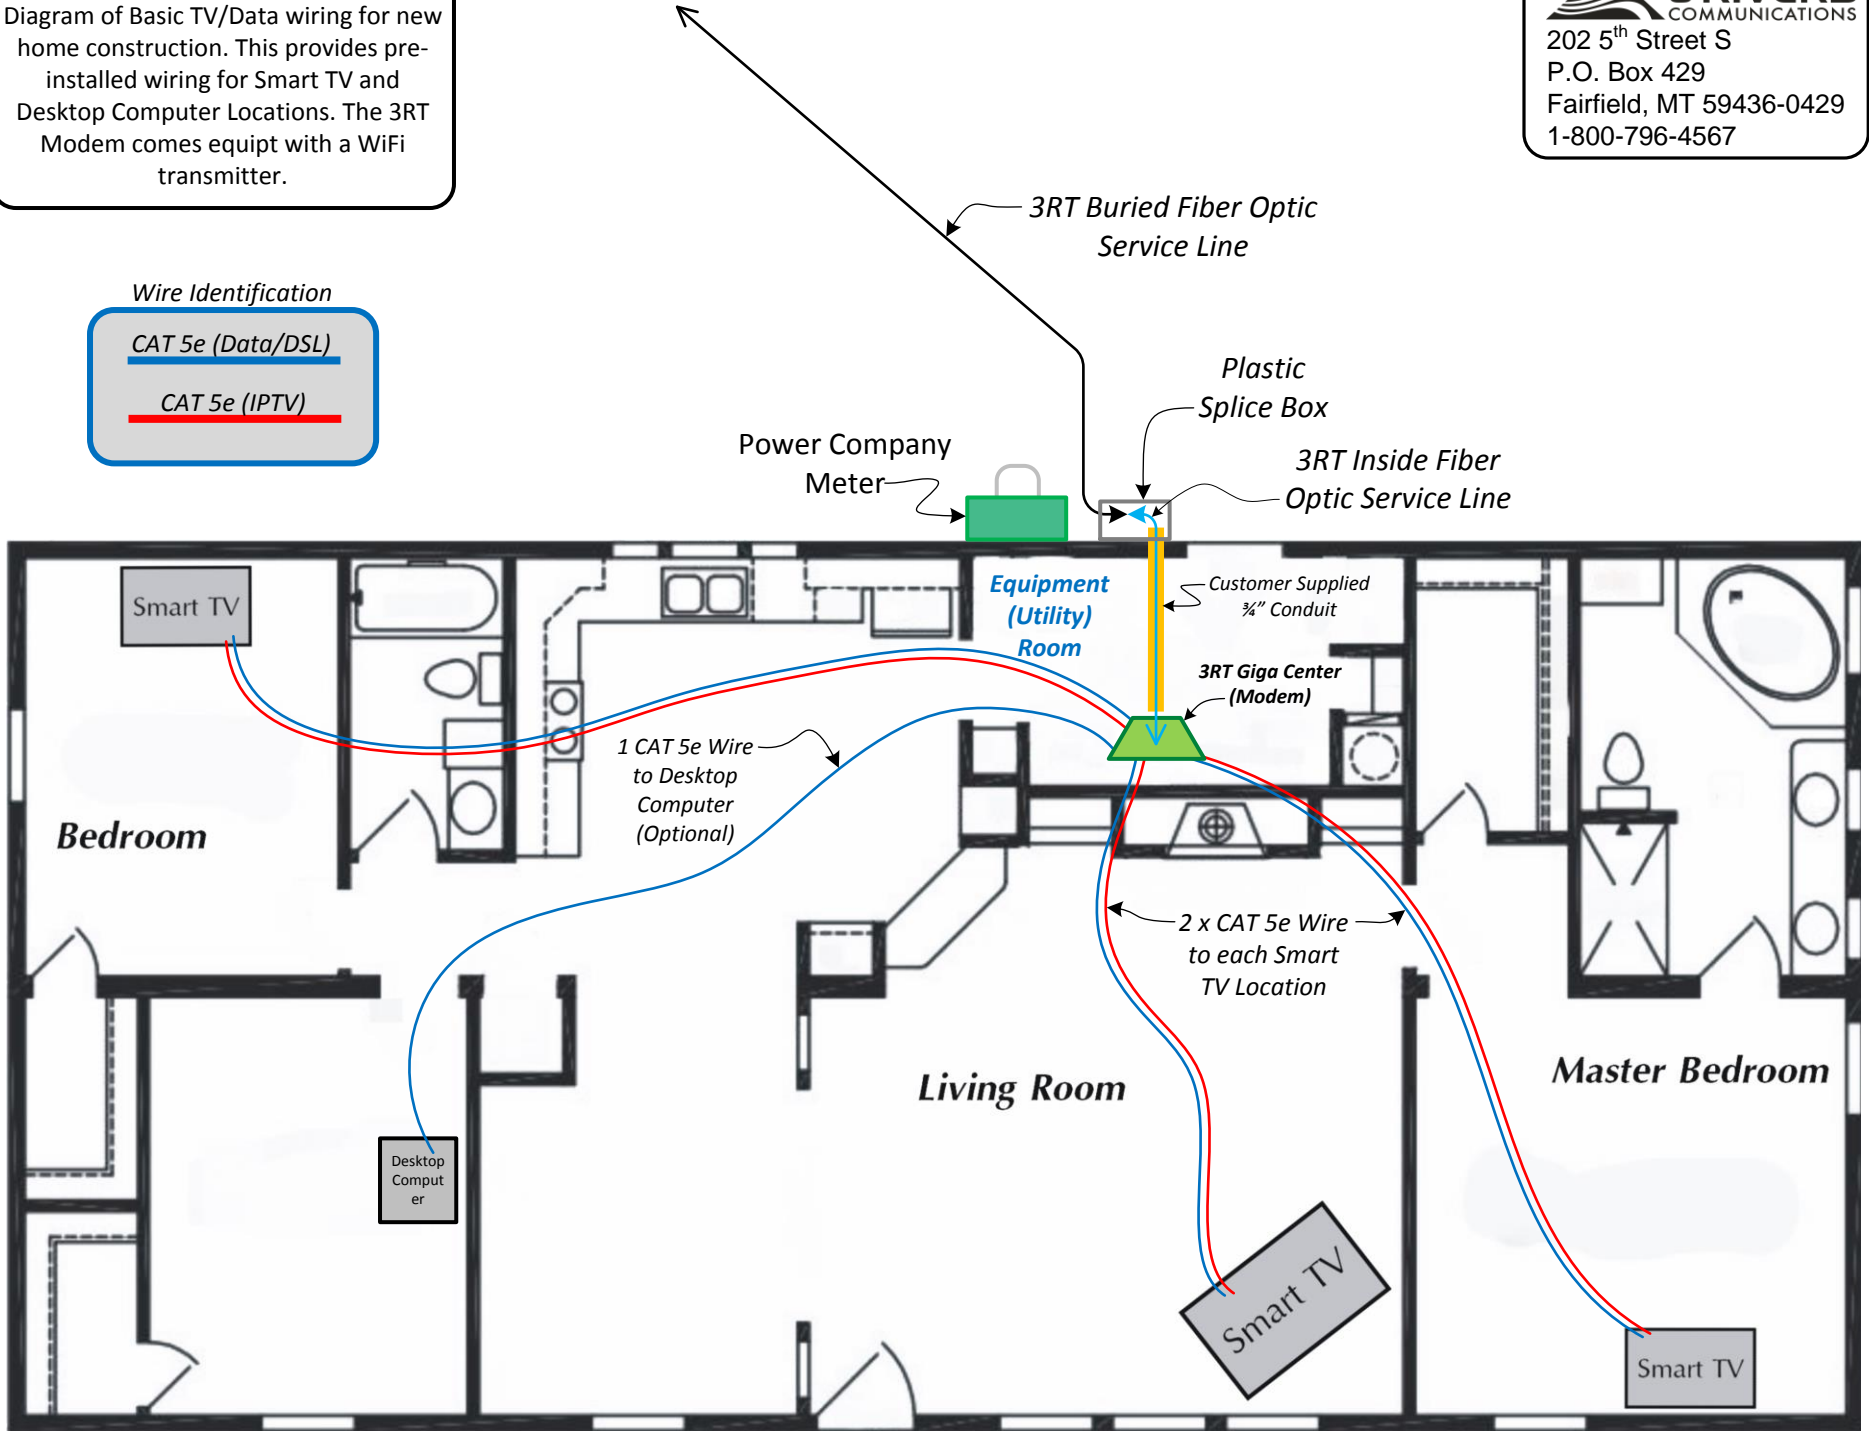 Diagram of Basic TV/Data wiring for new
home construction. This provides pre-
installed wiring for Smart TV and
Desktop Computer Locations. The 3RT
Modem comes equipt with a WiFi
transmitter.
COMMUNICATIONS
202 5th Street S
P.O. Box 429
Fairfield, MT 59436-0429
1-800-796-4567
3RT Buried Fiber Optic
Service Line
Wire Identification
CAT 5e (Data/DSL)
CAT 5e (IPTV)
Plastic
Splice Box
Power Company
Meter
3RT Inside Fiber
Optic Service Line
Smart TV
Equipment
(Utility)
Room
Customer Supplied
¾” Conduit
3RT Giga Center
(Modem)
1 CAT 5e Wire
to Desktop
Computer
(Optional)
Bedroom
2 x CAT 5e Wire
to each Smart
TV Location
Living Room
Master Bedroom
Desktop
Comput
er
Smart TV
Smart TV